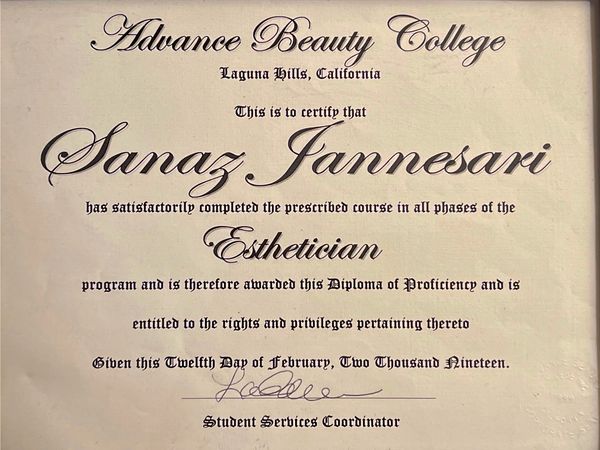 Advance Beauty College
Laguna Hills, California
This is to certify that
Sanaz Jannesari
has satisfactorily completed the prescribed course in all phases of the
Esthetician
program and is therefore awarded this Diploma of Proficiency and is
entitled to the rights and privileges pertaining thereto
Given this Twelfth Day of February, Two Thousand Nineteen.
Student Services Coordinator